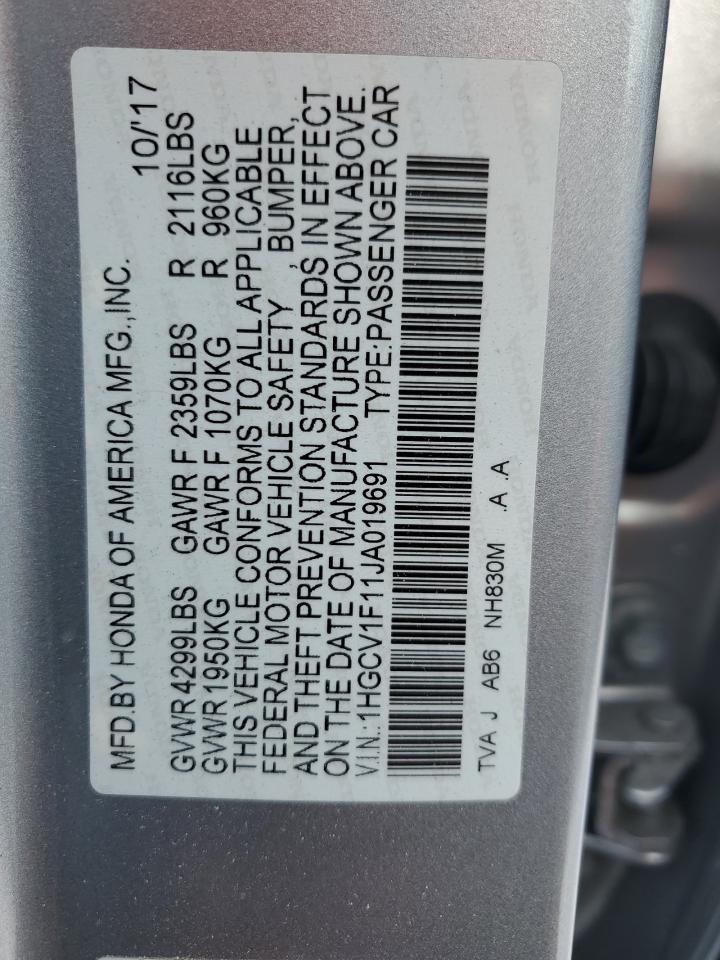 MFD.BY HONDA OF AMERICA MFG.,INC. 10/'17
GVWR 4299LBS GAWR F 2359LBS R 2116LBS
GVWR 1950KG GAWR F 1070KG R 960KG
THIS VEHICLE CONFORMS TO ALL APPLICABLE
FEDERAL MOTOR VEHICLE SAFETY , BUMPER,
AND THEFT PREVENTION STANDARDS IN EFFECT
ON THE DATE OF MANUFACTURE SHOWN ABOVE.
V.I.N.:1HGCV1F11JA019691 TYPE:PASSENGER CAR
TVA J AB6 NH830M .A .A